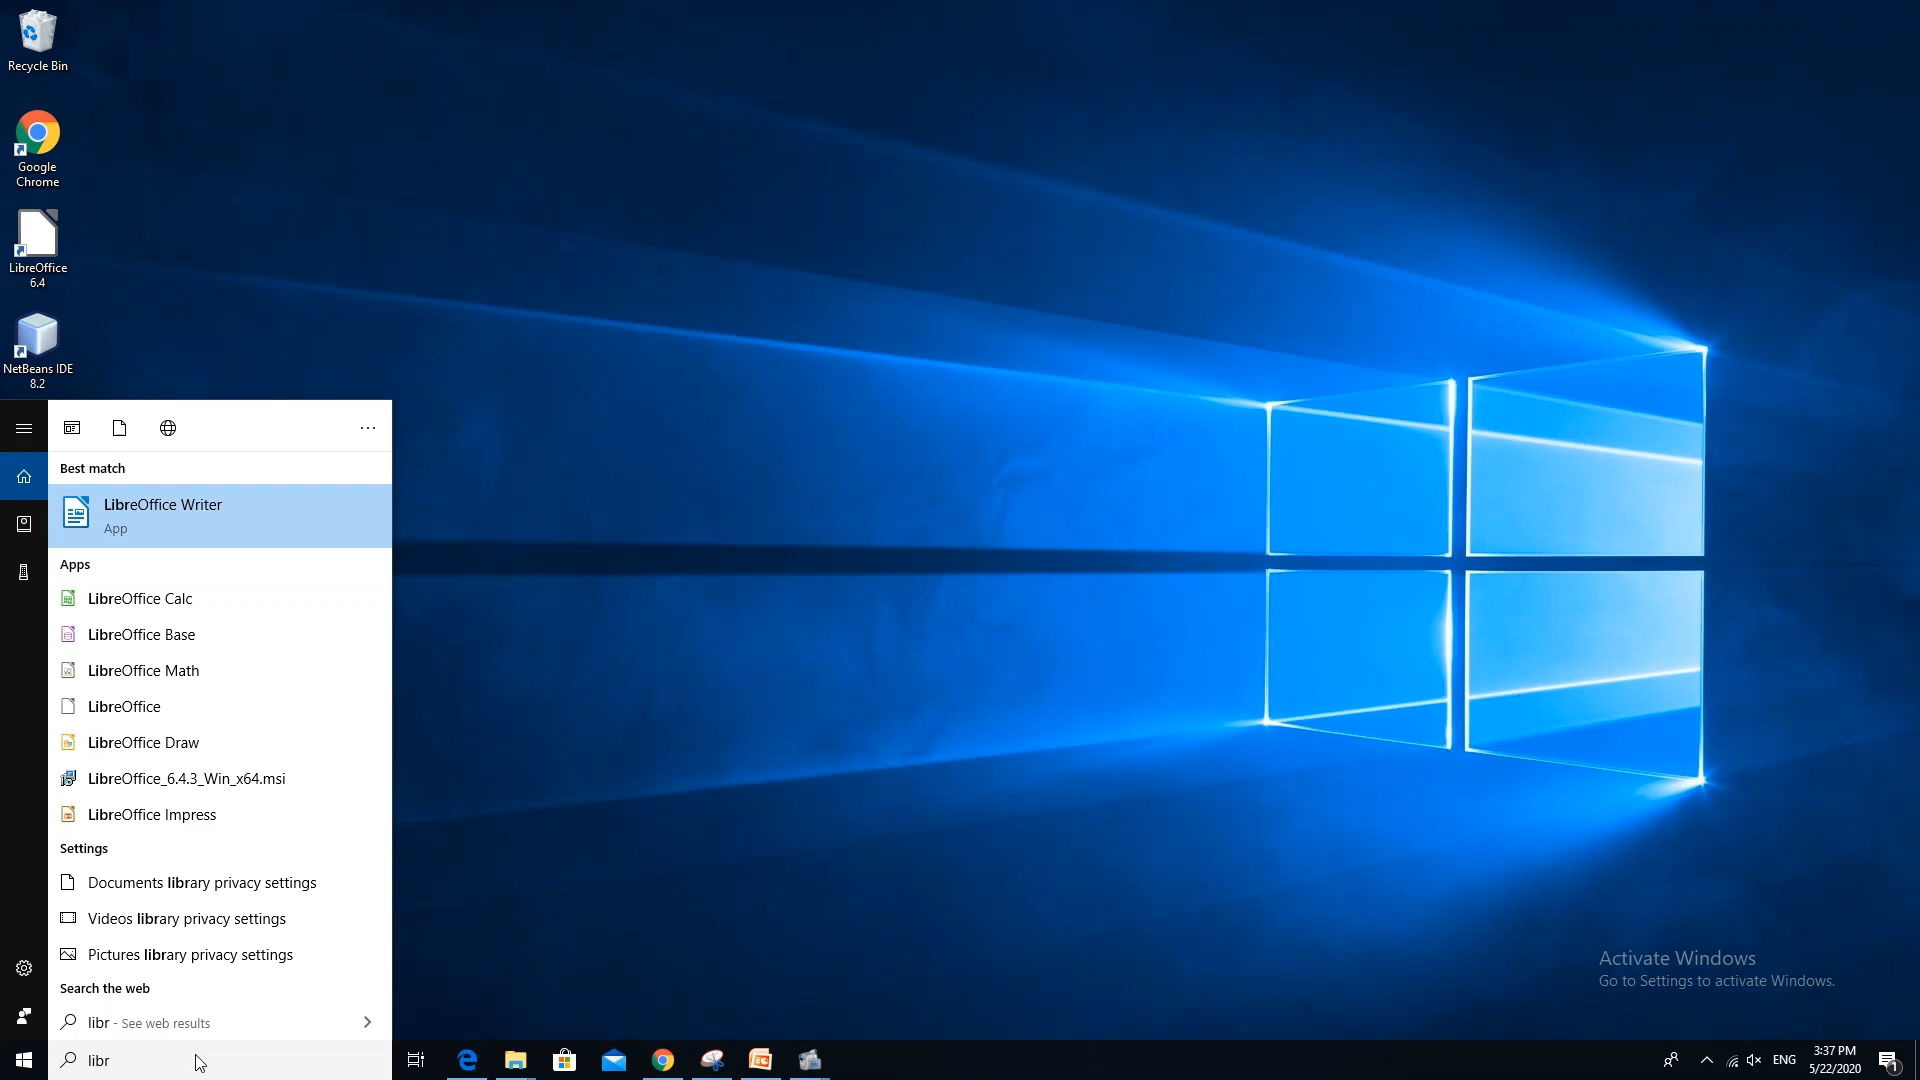 Recycle Bin
Google
Chrome
LibreOffice
6.4
NetBeans IDE
8.2
Best match
LibreOffice Writer
App
Apps
LibreOffice Calc
LibreOffice Base
LibreOffice Math
LibreOffice
LibreOffice Draw
LibreOffice_6.4.3_Win_x64.msi
LibreOffice Impress
Settings
Documents library privacy settings
Videos library privacy settings
Pictures library privacy settings
Search the web
libr - See web results
libr
Activate Windows
Go to Settings to activate Windows.
ENG
3:37 PM
5/22/2020
1